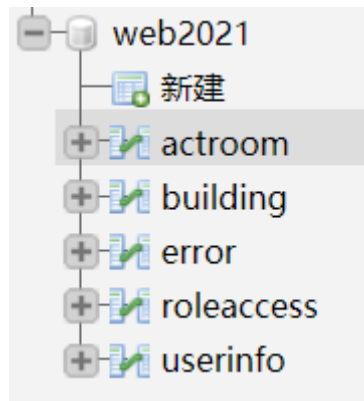 web2021
新建
actroom
building
error
roleaccess
userinfo